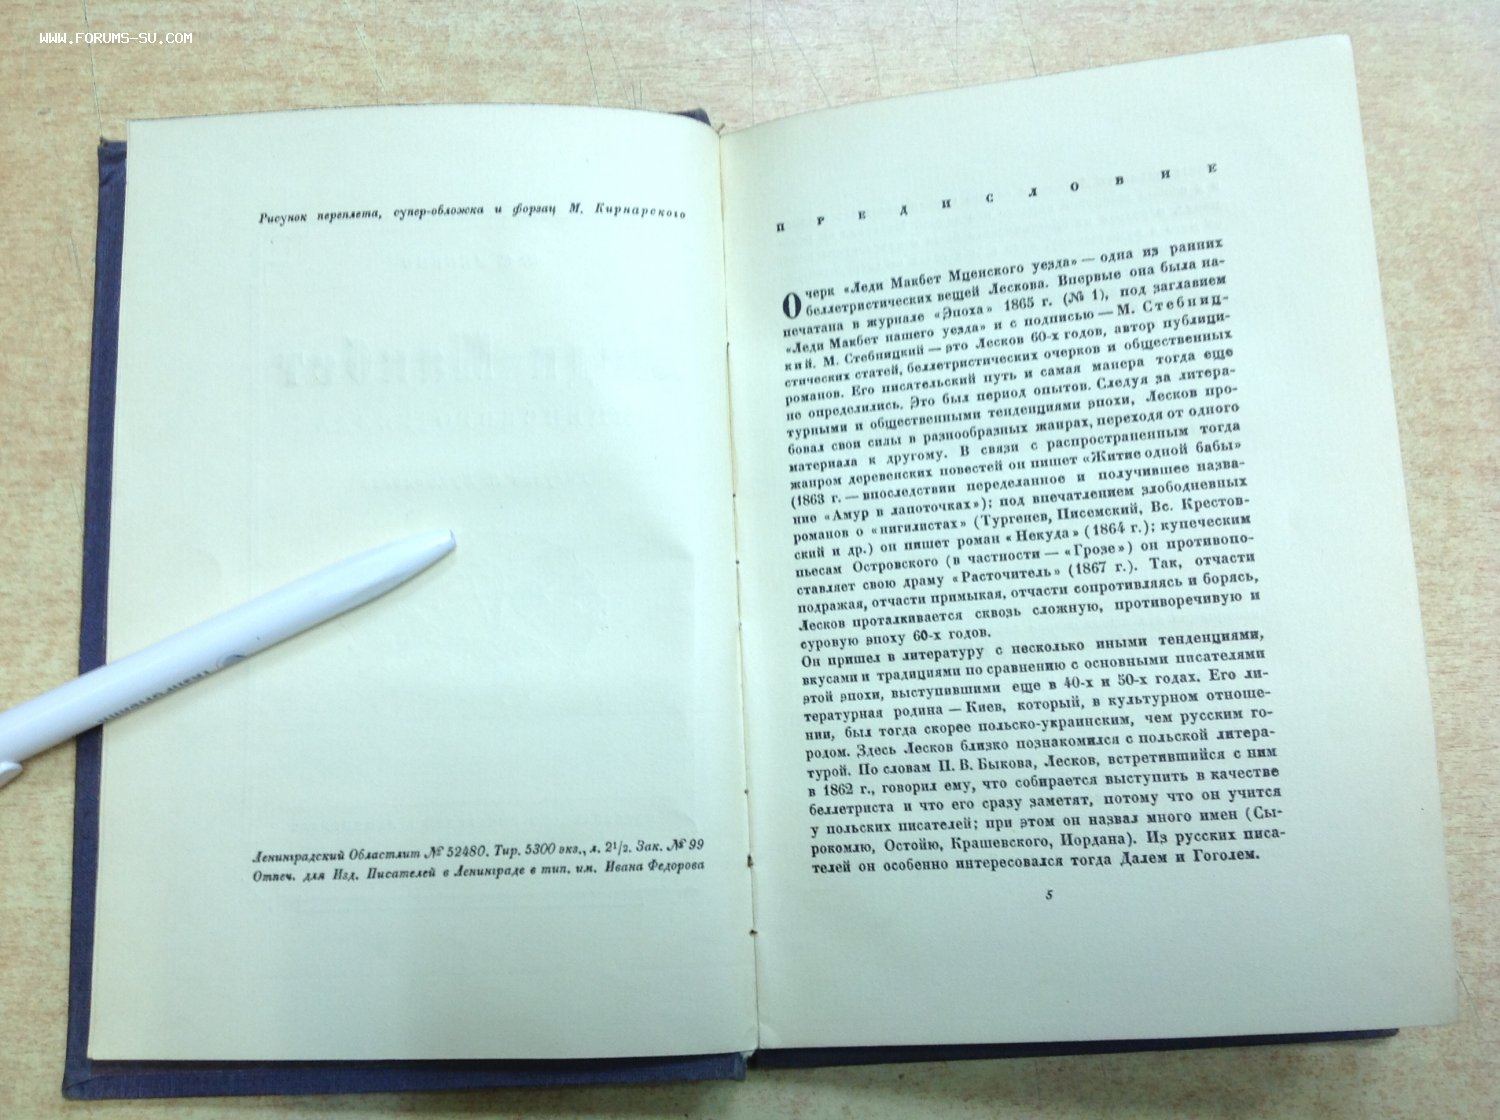 WWW.FORUMS-SU.COM
Рисунок переплета, супер-обложка и форзац М. Кирнарского
Ленинградский Областлит № 52480. Тир. 5300 экз., л. 2½. Зак. № 99
Отпеч. для Изд. Писателей в Ленинграде в тип. им. Ивана Федорова
ПРЕДИСЛОВИЕ
Очерк «Леди Макбет Мценского уезда» — одна из ранних
беллетристических вещей Лескова. Впервые она была на-
печатана в журнале «Эпоха» 1865 г. (№ 1), под заглавием
«Леди Макбет нашего уезда» и с подписью — М. Стебниц-
кий. М. Стебницкий — это Лесков 60-х годов, автор публици-
стических статей, беллетристических очерков и общественных
романов. Его писательский путь и самая манера тогда еще
не определились. Это был период опытов. Следуя за литера-
турными и общественными тенденциями эпохи, Лесков про-
бовал свои силы в разнообразных жанрах, переходя от одного
материала к другому. В связи с распространенным тогда
жанром деревенских повестей он пишет «Житие одной бабы»
(1863 г. — впоследствии переделанное и получившее назва-
ние «Амур в лапоточках»); под впечатлением злободневных
романов о «нигилистах» (Тургенев, Писемский, Вс. Крестов-
ский и др.) он пишет роман «Некуда» (1864 г.); купеческим
пьесам Островского (в частности — «Грозе») он противопо-
ставляет свою драму «Расточитель» (1867 г.). Так, отчасти
подражая, отчасти примыкая, отчасти сопротивляясь и борясь,
Лесков проталкивается сквозь сложную, противоречивую и
суровую эпоху 60-х годов.
Он пришел в литературу с несколько иными тенденциями,
вкусами и традициями по сравнению с основными писателями
этой эпохи, выступившими еще в 40-х и 50-х годах. Его ли-
тературная родина — Киев, который, в культурном отноше-
нии, был тогда скорее польско-украинским, чем русским го-
родом. Здесь Лесков близко познакомился с польской литера-
турой. По словам П. В. Быкова, Лесков, встретившийся с ним
в 1862 г., говорил ему, что собирается выступить в качестве
беллетриста и что его сразу заметят, потому что он учится
у польских писателей; при этом он назвал много имен (Сы-
рокомлю, Остойю, Крашевского, Иордана). Из русских писа-
телей он особенно интересовался тогда Далем и Гоголем.
5